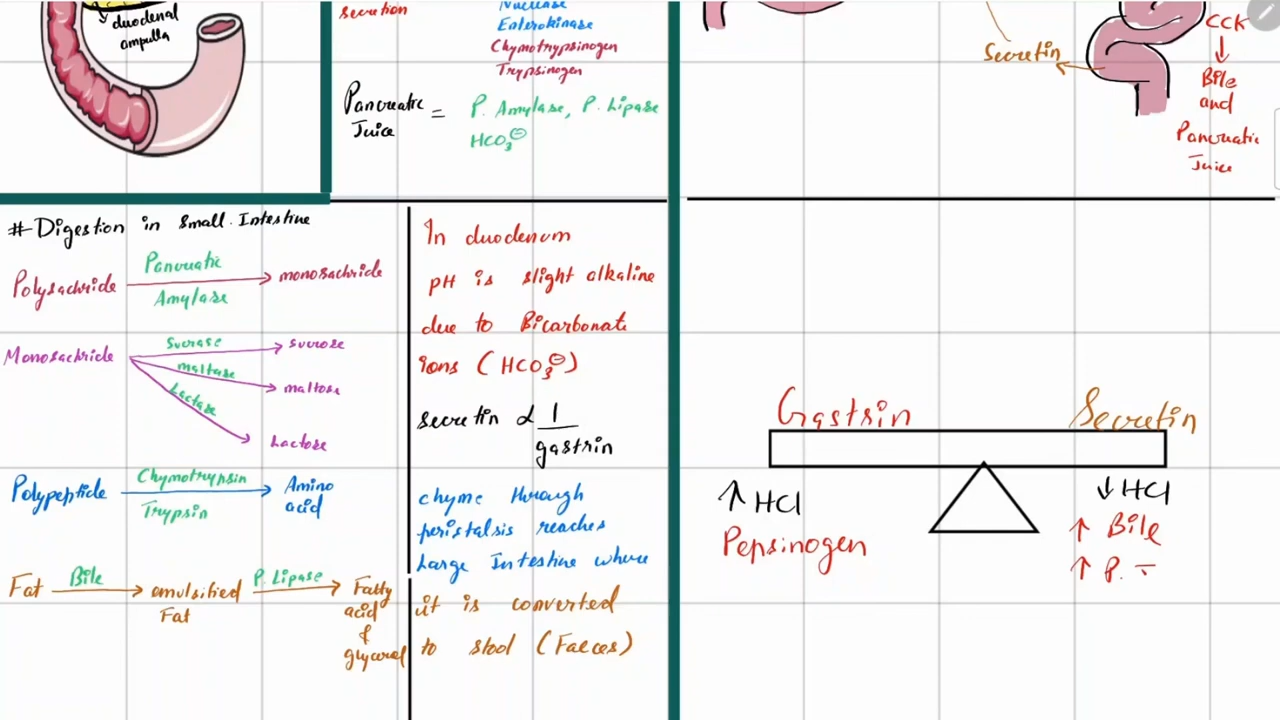 duodenal
ampulla
secretion
Nuclease
Enterokinase
Chymotrypsinogen
Trypsinogen
Pancreatic
Juice
=
P. Amylase, P. Lipase
HCO₃⊖
Secretin
CCK
↓
Bile
and
Pancreatic
Juice
#Digestion in Small Intestine
Polysachride
Pancreatic
Amylase
monosachride
Monosachride
Sucrase
sucrose
maltase
maltose
Lactase
Lactose
Polypeptide
Chymotrypsin
Trypsin
Amino
acid
Fat
Bile
emulsified
Fat
P. Lipase
Fatty
acid
&
glycerol
In duodenum
pH is slight alkaline
due to Bicarbonate
ions (HCO₃⊖)
secretin ∝ 1
gastrin
chyme through
peristalsis reaches
Large Intestine where
it is converted
to stool (Faeces)
Gastrin
Secretin
↑ HCl
Pepsinogen
↓ HCl
↑ Bile
↑ P.